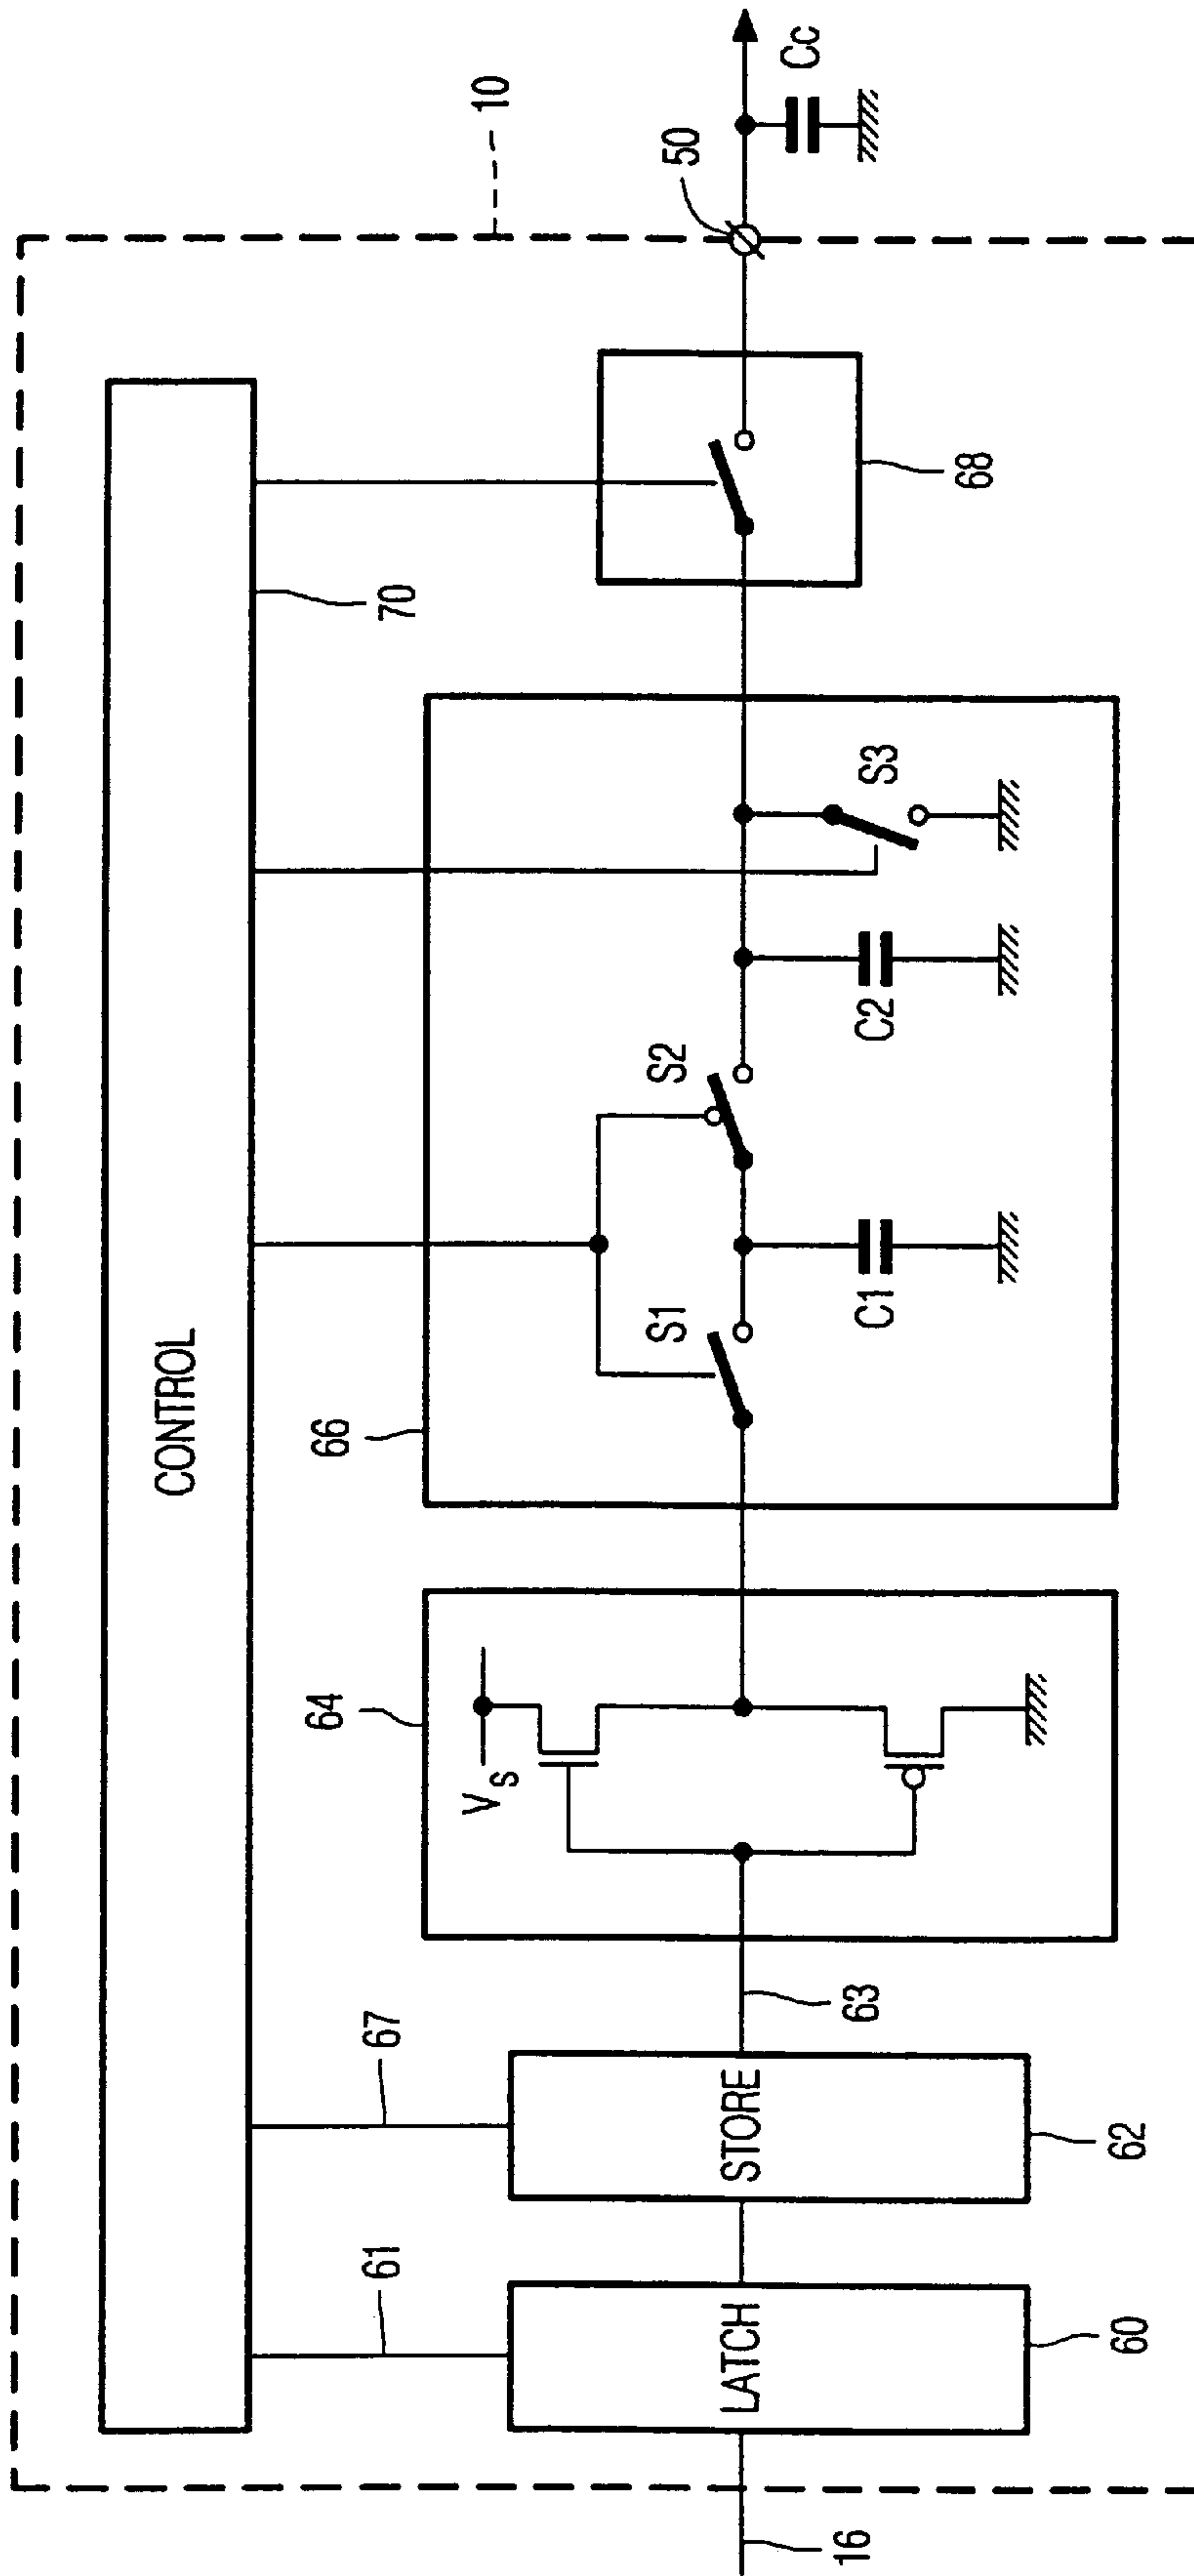 10
CONTROL
70
50
Cc
61
67
64
66
Vs
S1
S2
S3
C1
C2
68
LATCH
STORE
16
60
62
63